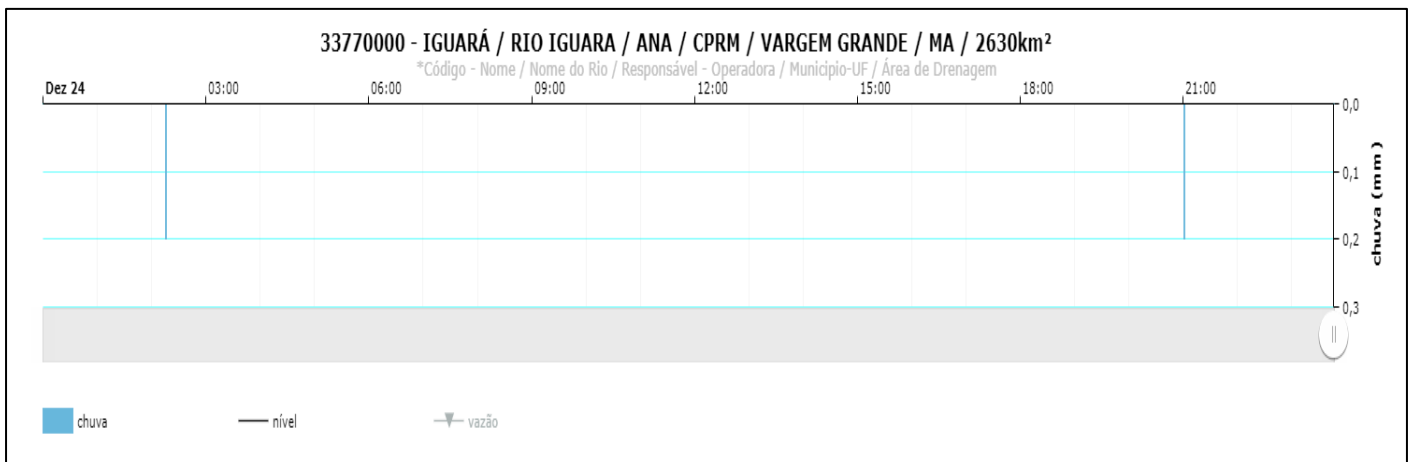 33770000 - IGUARÁ / RIO IGUARA / ANA / CPRM / VARGEM GRANDE / MA / 2630km²
*Código - Nome / Nome do Rio / Responsável - Operadora / Municipio-UF / Área de Drenagem
Dez 24 03:00 06:00 09:00 12:00 15:00 18:00 21:00
0,0
0,1
0,2
0,3
chuva (mm)
chuva nível vazão